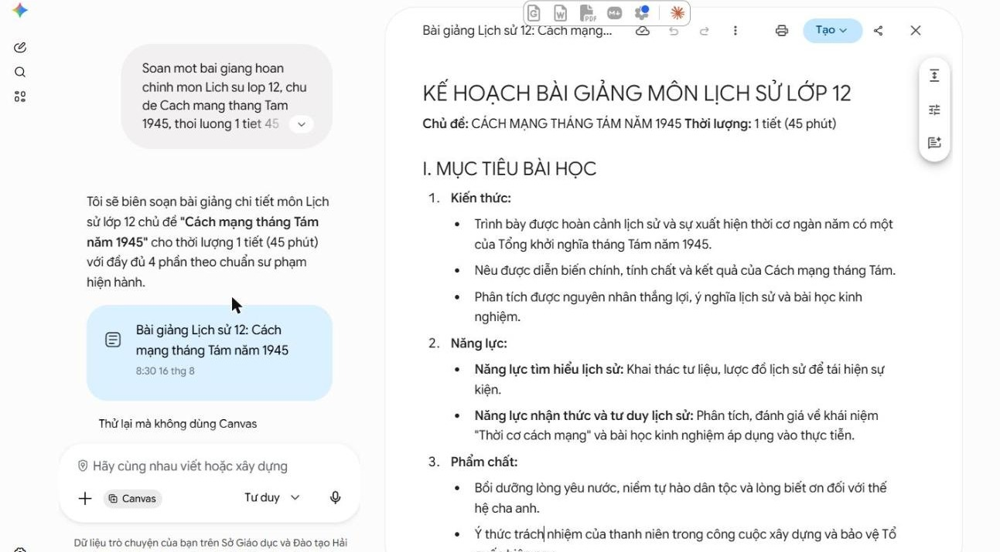 G
W
PDF
M↓
Bài giảng Lịch sử 12: Cách mạng...
Tạo
Soan mot bai giang hoan
chinh mon Lich su lop 12, chu
de Cach mang thang Tam
1945, thoi luong 1 tiet 45
Tôi sẽ biên soạn bài giảng chi tiết môn Lịch
sử lớp 12 chủ đề "Cách mạng tháng Tám
năm 1945" cho thời lượng 1 tiết (45 phút)
với đầy đủ 4 phần theo chuẩn sư phạm
hiện hành.
Bài giảng Lịch sử 12: Cách
mạng tháng Tám năm 1945
8:30 16 thg 8
Thử lại mà không dùng Canvas
Hãy cùng nhau viết hoặc xây dựng
Canvas
Tư duy
Dữ liệu trò chuyện của bạn trên Sở Giáo dục và Đào tạo Hải
KẾ HOẠCH BÀI GIẢNG MÔN LỊCH SỬ LỚP 12
Chủ đề: CÁCH MẠNG THÁNG TÁM NĂM 1945 Thời lượng: 1 tiết (45 phút)
I. MỤC TIÊU BÀI HỌC
1. Kiến thức:
• Trình bày được hoàn cảnh lịch sử và sự xuất hiện thời cơ ngàn năm có một
của Tổng khởi nghĩa tháng Tám năm 1945.
• Nêu được diễn biến chính, tính chất và kết quả của Cách mạng tháng Tám.
• Phân tích được nguyên nhân thắng lợi, ý nghĩa lịch sử và bài học kinh
nghiệm.
2. Năng lực:
• Năng lực tìm hiểu lịch sử: Khai thác tư liệu, lược đồ lịch sử để tái hiện sự
kiện.
• Năng lực nhận thức và tư duy lịch sử: Phân tích, đánh giá về khái niệm
"Thời cơ cách mạng" và bài học kinh nghiệm áp dụng vào thực tiễn.
3. Phẩm chất:
• Bồi dưỡng lòng yêu nước, niềm tự hào dân tộc và lòng biết ơn đối với thế
hệ cha anh.
• Ý thức trách nhiệm của thanh niên trong công cuộc xây dựng và bảo vệ Tổ